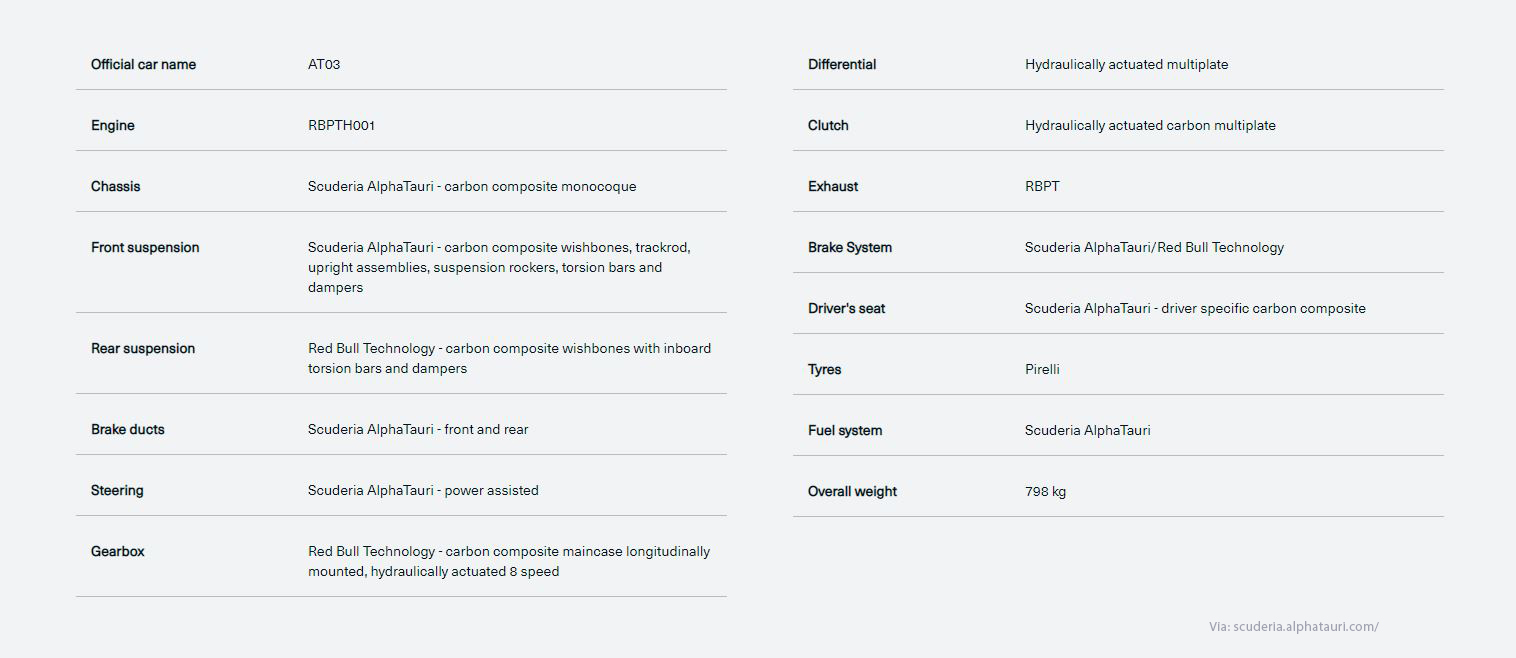 Official car name AT03
Engine RBPTH001
Chassis Scuderia AlphaTauri - carbon composite monocoque
Front suspension Scuderia AlphaTauri - carbon composite wishbones, trackrod,
upright assemblies, suspension rockers, torsion bars and
dampers
Rear suspension Red Bull Technology - carbon composite wishbones with inboard
torsion bars and dampers
Brake ducts Scuderia AlphaTauri - front and rear
Steering Scuderia AlphaTauri - power assisted
Gearbox Red Bull Technology - carbon composite maincase longitudinally
mounted, hydraulically actuated 8 speed
Differential Hydraulically actuated multiplate
Clutch Hydraulically actuated carbon multiplate
Exhaust RBPT
Brake System Scuderia AlphaTauri/Red Bull Technology
Driver's seat Scuderia AlphaTauri - driver specific carbon composite
Tyres Pirelli
Fuel system Scuderia AlphaTauri
Overall weight 798 kg
Via: scuderia.alphatauri.com/